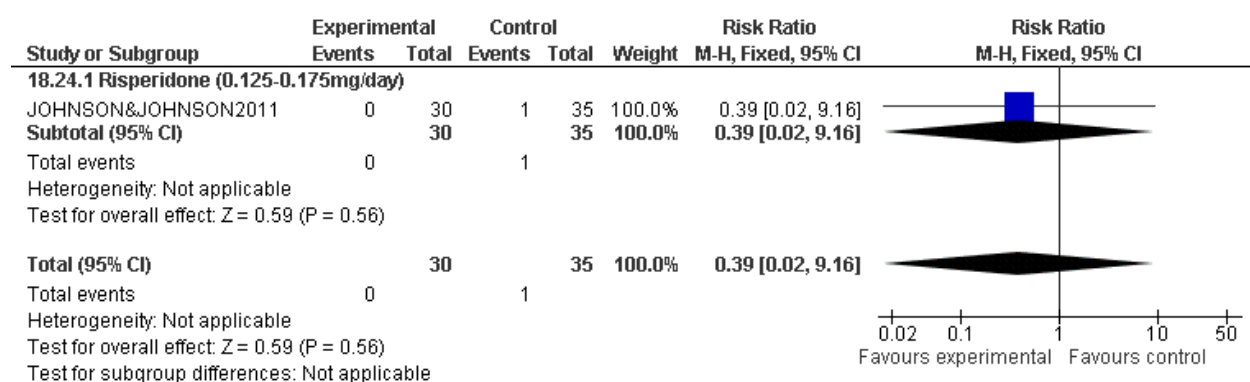 Experimental Control Risk Ratio Risk Ratio
Study or Subgroup Events Total Events Total Weight M-H, Fixed, 95% CI M-H, Fixed, 95% CI
18.24.1 Risperidone (0.125-0.175mg/day)
JOHNSON&JOHNSON2011 0 30 1 35 100.0% 0.39 [0.02, 9.16]
Subtotal (95% CI) 30 35 100.0% 0.39 [0.02, 9.16]
Total events 0 1
Heterogeneity: Not applicable
Test for overall effect: Z = 0.59 (P = 0.56)
Total (95% CI) 30 35 100.0% 0.39 [0.02, 9.16]
Total events 0 1
Heterogeneity: Not applicable
Test for overall effect: Z = 0.59 (P = 0.56)
Test for subgroup differences: Not applicable
0.02 0.1 1 10 50
Favours experimental Favours control